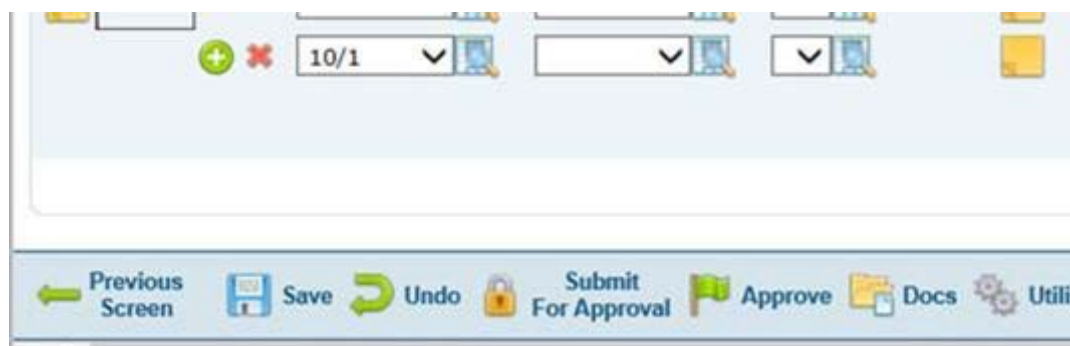 10/1
Previous Screen
Save
Undo
Submit For Approval
Approve
Docs